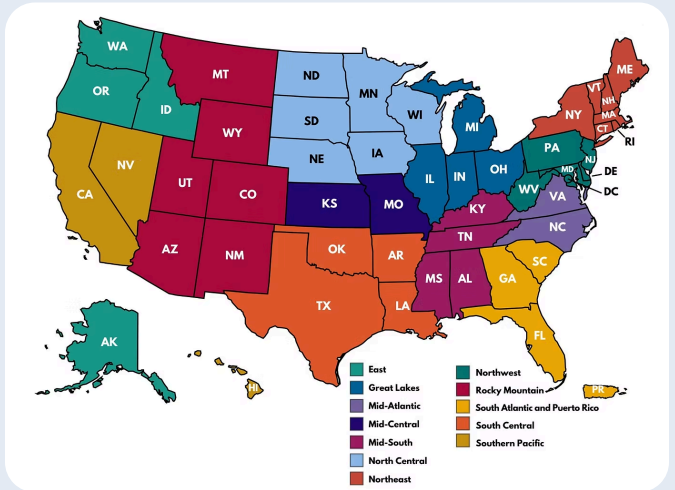 WA
MT
ND
MN
ME
OR
ID
SD
WI
MI
VT
NH
NY
MA
CT
RI
WY
NE
IA
PA
NJ
NV
UT
CO
IL
IN
OH
MD
DE
DC
CA
KS
MO
WV
VA
KY
NC
AZ
NM
OK
AR
TN
SC
TX
LA
MS
AL
GA
FL
AK
HI
PR
East
Great Lakes
Mid-Atlantic
Mid-Central
Mid-South
North Central
Northeast
Northwest
Rocky Mountain
South Atlantic and Puerto Rico
South Central
Southern Pacific